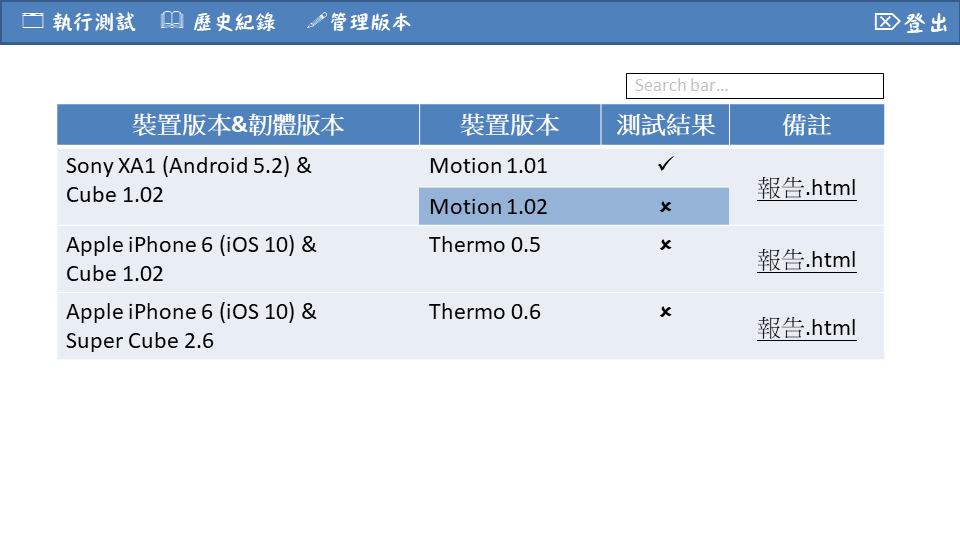 執行測試 歷史紀錄 管理版本 登出
Search bar...
裝置版本&韌體版本 裝置版本 測試結果 備註
Sony XA1 (Android 5.2) & Motion 1.01 ✓
Cube 1.02 報告.html
Motion 1.02 ✘
Apple iPhone 6 (iOS 10) & Thermo 0.5 ✘
Cube 1.02 報告.html
Apple iPhone 6 (iOS 10) & Thermo 0.6 ✘
Super Cube 2.6 報告.html